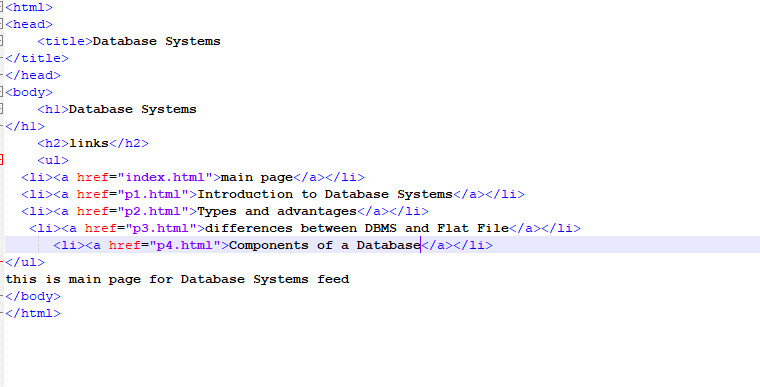 <html>
<head>
<title>Database Systems
</title>
</head>
<body>
<h1>Database Systems
</h1>
<h2>links</h2>
<ul>
<li><a href="index.html">main page</a></li>
<li><a href="p1.html">Introduction to Database Systems</a></li>
<li><a href="p2.html">Types and advantages</a></li>
<li><a href="p3.html">differences between DBMS and Flat File</a></li>
<li><a href="p4.html">Components of a Database</a></li>
</ul>
this is main page for Database Systems feed
</body>
</html>